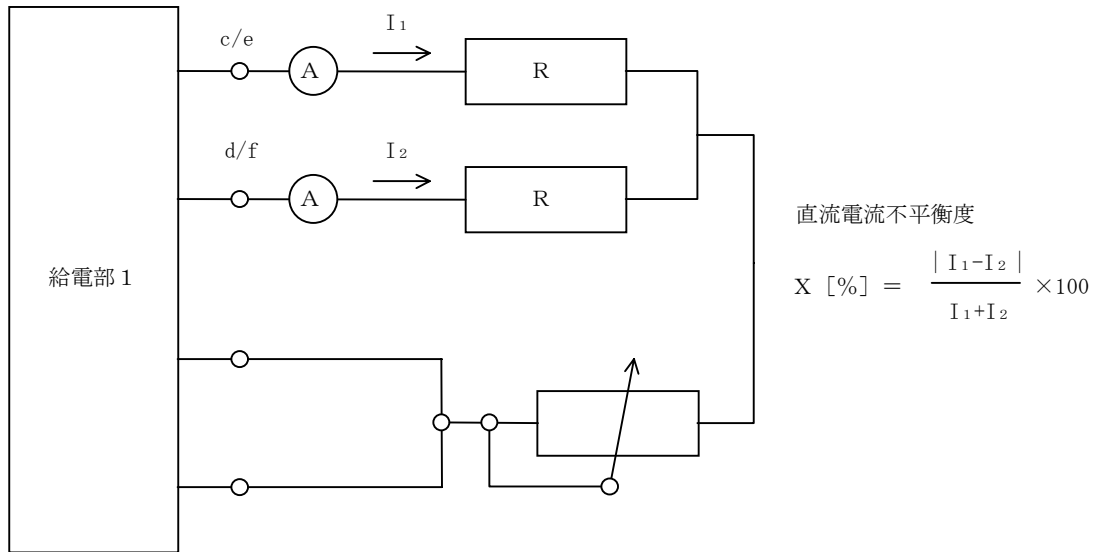 c/e
I₁
A
R
d/f
I₂
A
R
給電部1
直流電流不平衡度
X [%] = | I₁-I₂ | / I₁+I₂ ×100